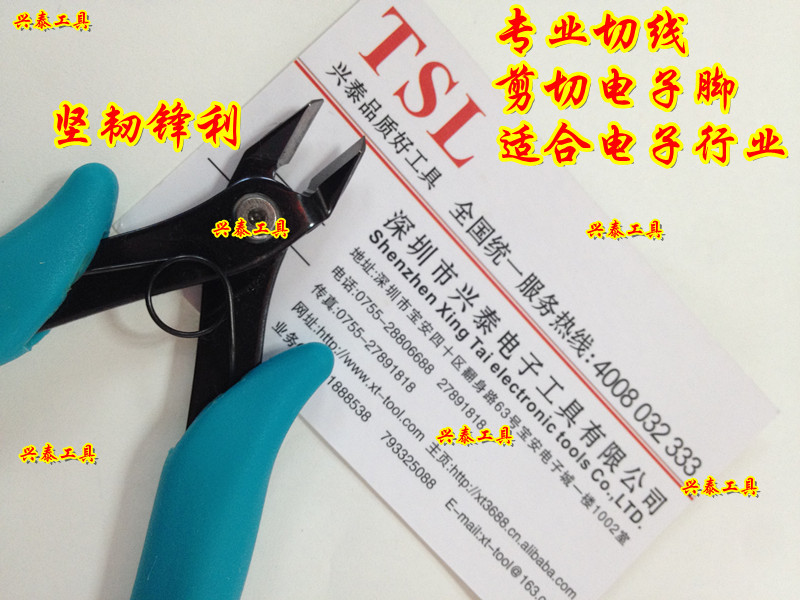 兴泰工具
专业切线
剪切电子脚
适合电子行业
坚韧锋利
兴泰工具
兴泰工具
兴泰工具
兴泰工具
兴泰工具
TSL
兴泰品质好工具
全国统一服务热线:4008 032 333
深圳市兴泰电子工具有限公司
Shenzhen Xing Tai electronic tools Co.,LTD.
地址:深圳市宝安四十区翻身路63号宝安电子城一楼1002室
电话:0755-28806688 27891818
传真:0755-27891818
网址:http://www.xt-tool.com 主页:http://xt3688.cn.alibaba.com
业务 1888538 793325088 E-mail:xt-tool@163.